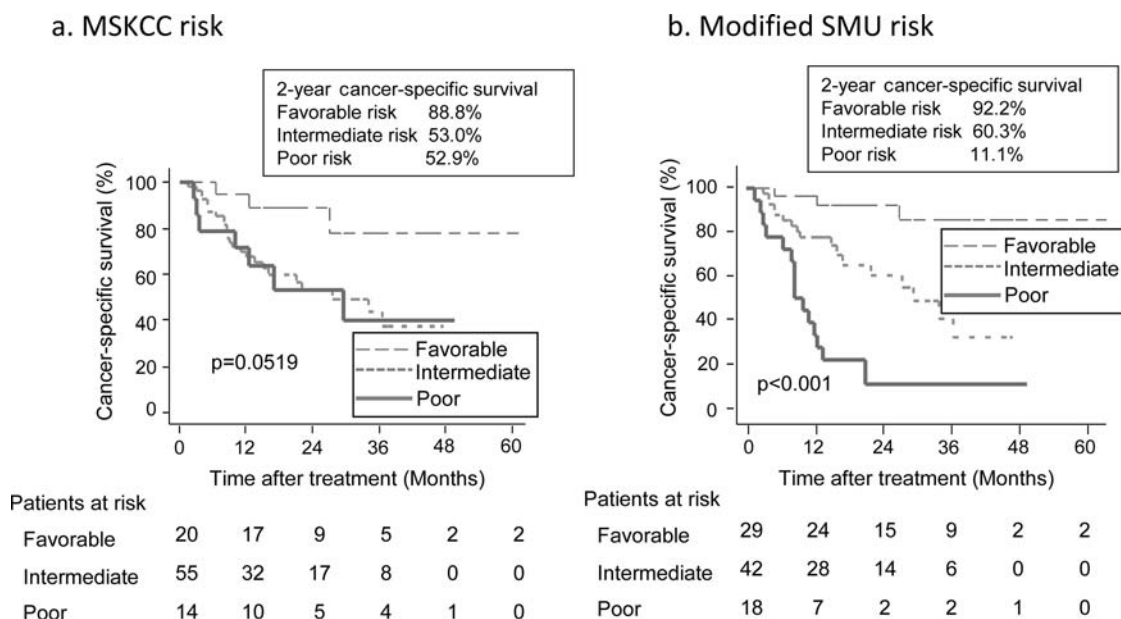 a. MSKCC risk
2-year cancer-specific survival
Favorable risk 88.8%
Intermediate risk 53.0%
Poor risk 52.9%
Cancer-specific survival (%)
100
80
60
40
20
0
p=0.0519
Favorable
Intermediate
Poor
0 12 24 36 48 60
Time after treatment (Months)
Patients at risk
Favorable 20 17 9 5 2 2
Intermediate 55 32 17 8 0 0
Poor 14 10 5 4 1 0
b. Modified SMU risk
2-year cancer-specific survival
Favorable risk 92.2%
Intermediate risk 60.3%
Poor risk 11.1%
Cancer-specific survival (%)
100
80
60
40
20
0
p<0.001
Favorable
Intermediate
Poor
0 12 24 36 48 60
Time after treatment (Months)
Patients at risk
Favorable 29 24 15 9 2 2
Intermediate 42 28 14 6 0 0
Poor 18 7 2 2 1 0